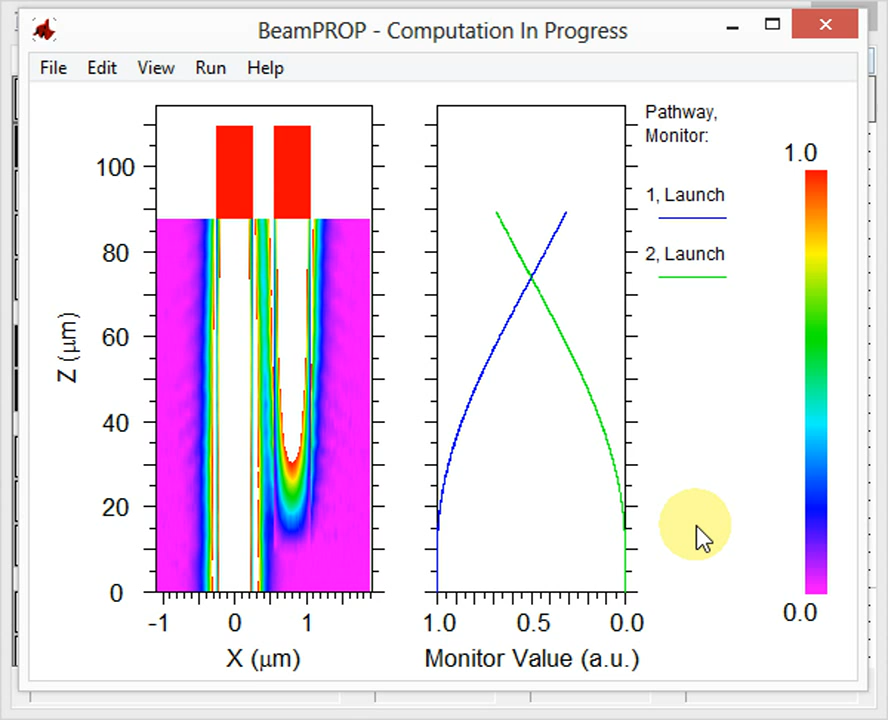 BeamPROP - Computation In Progress
File Edit View Run Help
Pathway,
Monitor:
1, Launch
2, Launch
1.0
0.0
100
80
60
40
20
0
Z (μm)
-1 0 1
X (μm)
1.0 0.5 0.0
Monitor Value (a.u.)